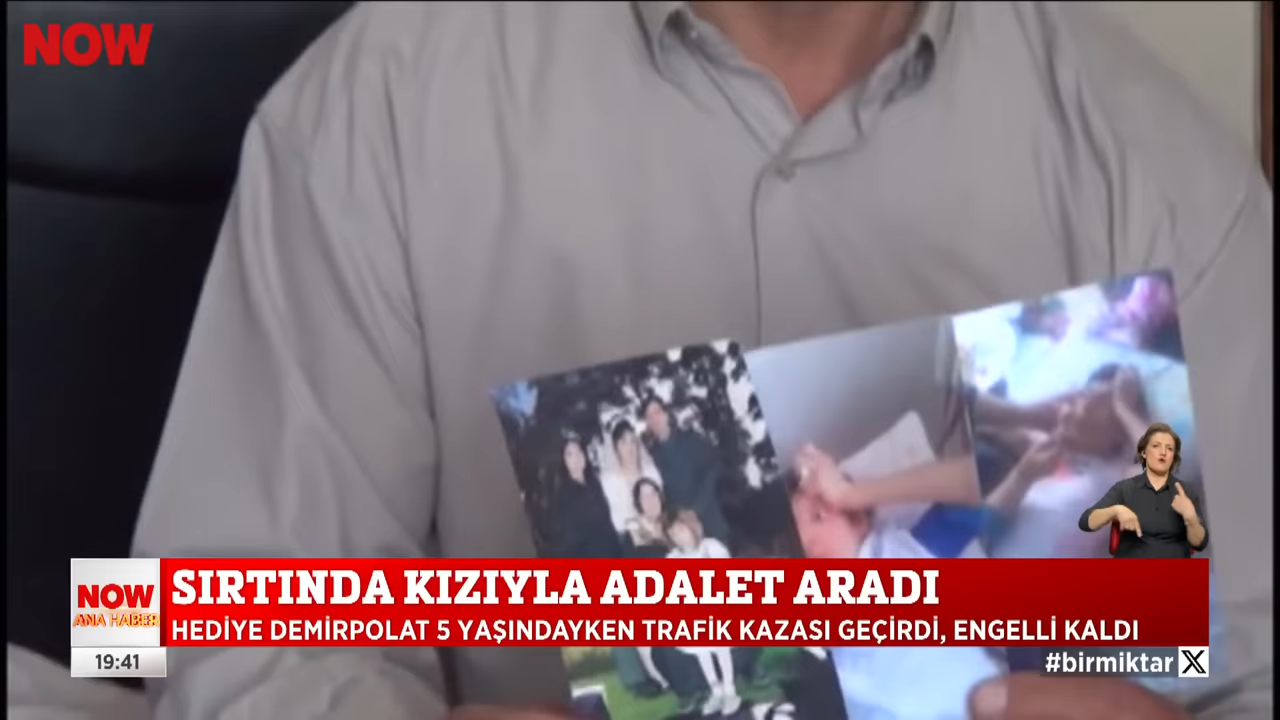 NOW
SIRTINDA KIZIYLA ADALET ARADI
NOW
ANA HABER
HEDİYE DEMİRPOLAT 5 YAŞINDAYKEN TRAFİK KAZASI GEÇİRDİ, ENGELLİ KALDI
19:41
#birmiktar X